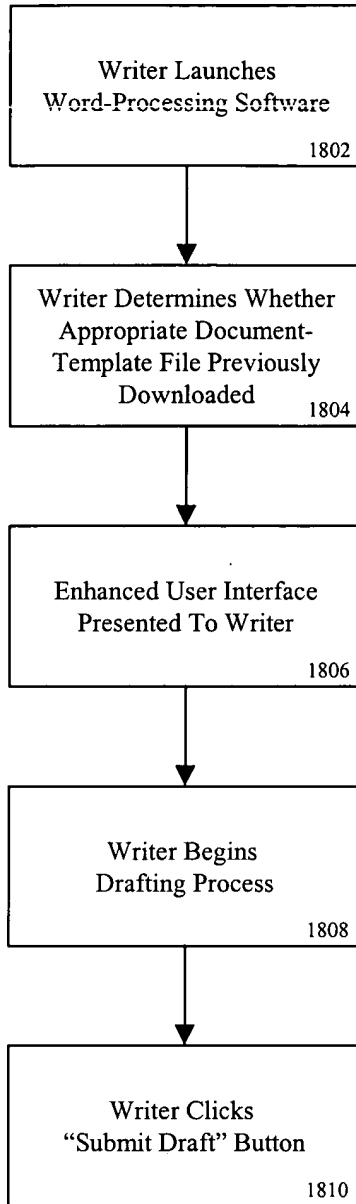 Writer Launches
Word-Processing Software
1802
Writer Determines Whether
Appropriate Document-
Template File Previously
Downloaded
1804
Enhanced User Interface
Presented To Writer
1806
Writer Begins
Drafting Process
1808
Writer Clicks
“Submit Draft” Button
1810